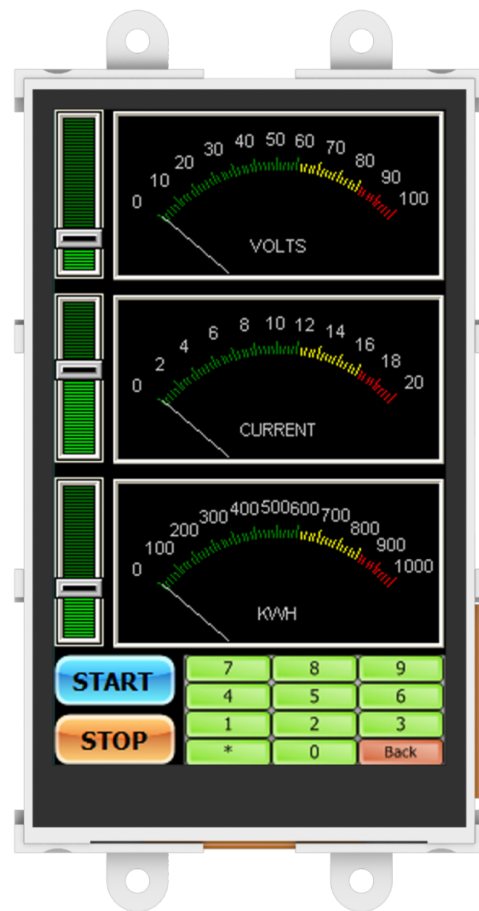 0 10 20 30 40 50 60 70 80 90 100
VOLTS
0 2 4 6 8 10 12 14 16 18 20
CURRENT
0 100 200 300 400 500 600 700 800 900 1000
KWH
START
STOP
7 8 9
4 5 6
1 2 3
* 0 Back